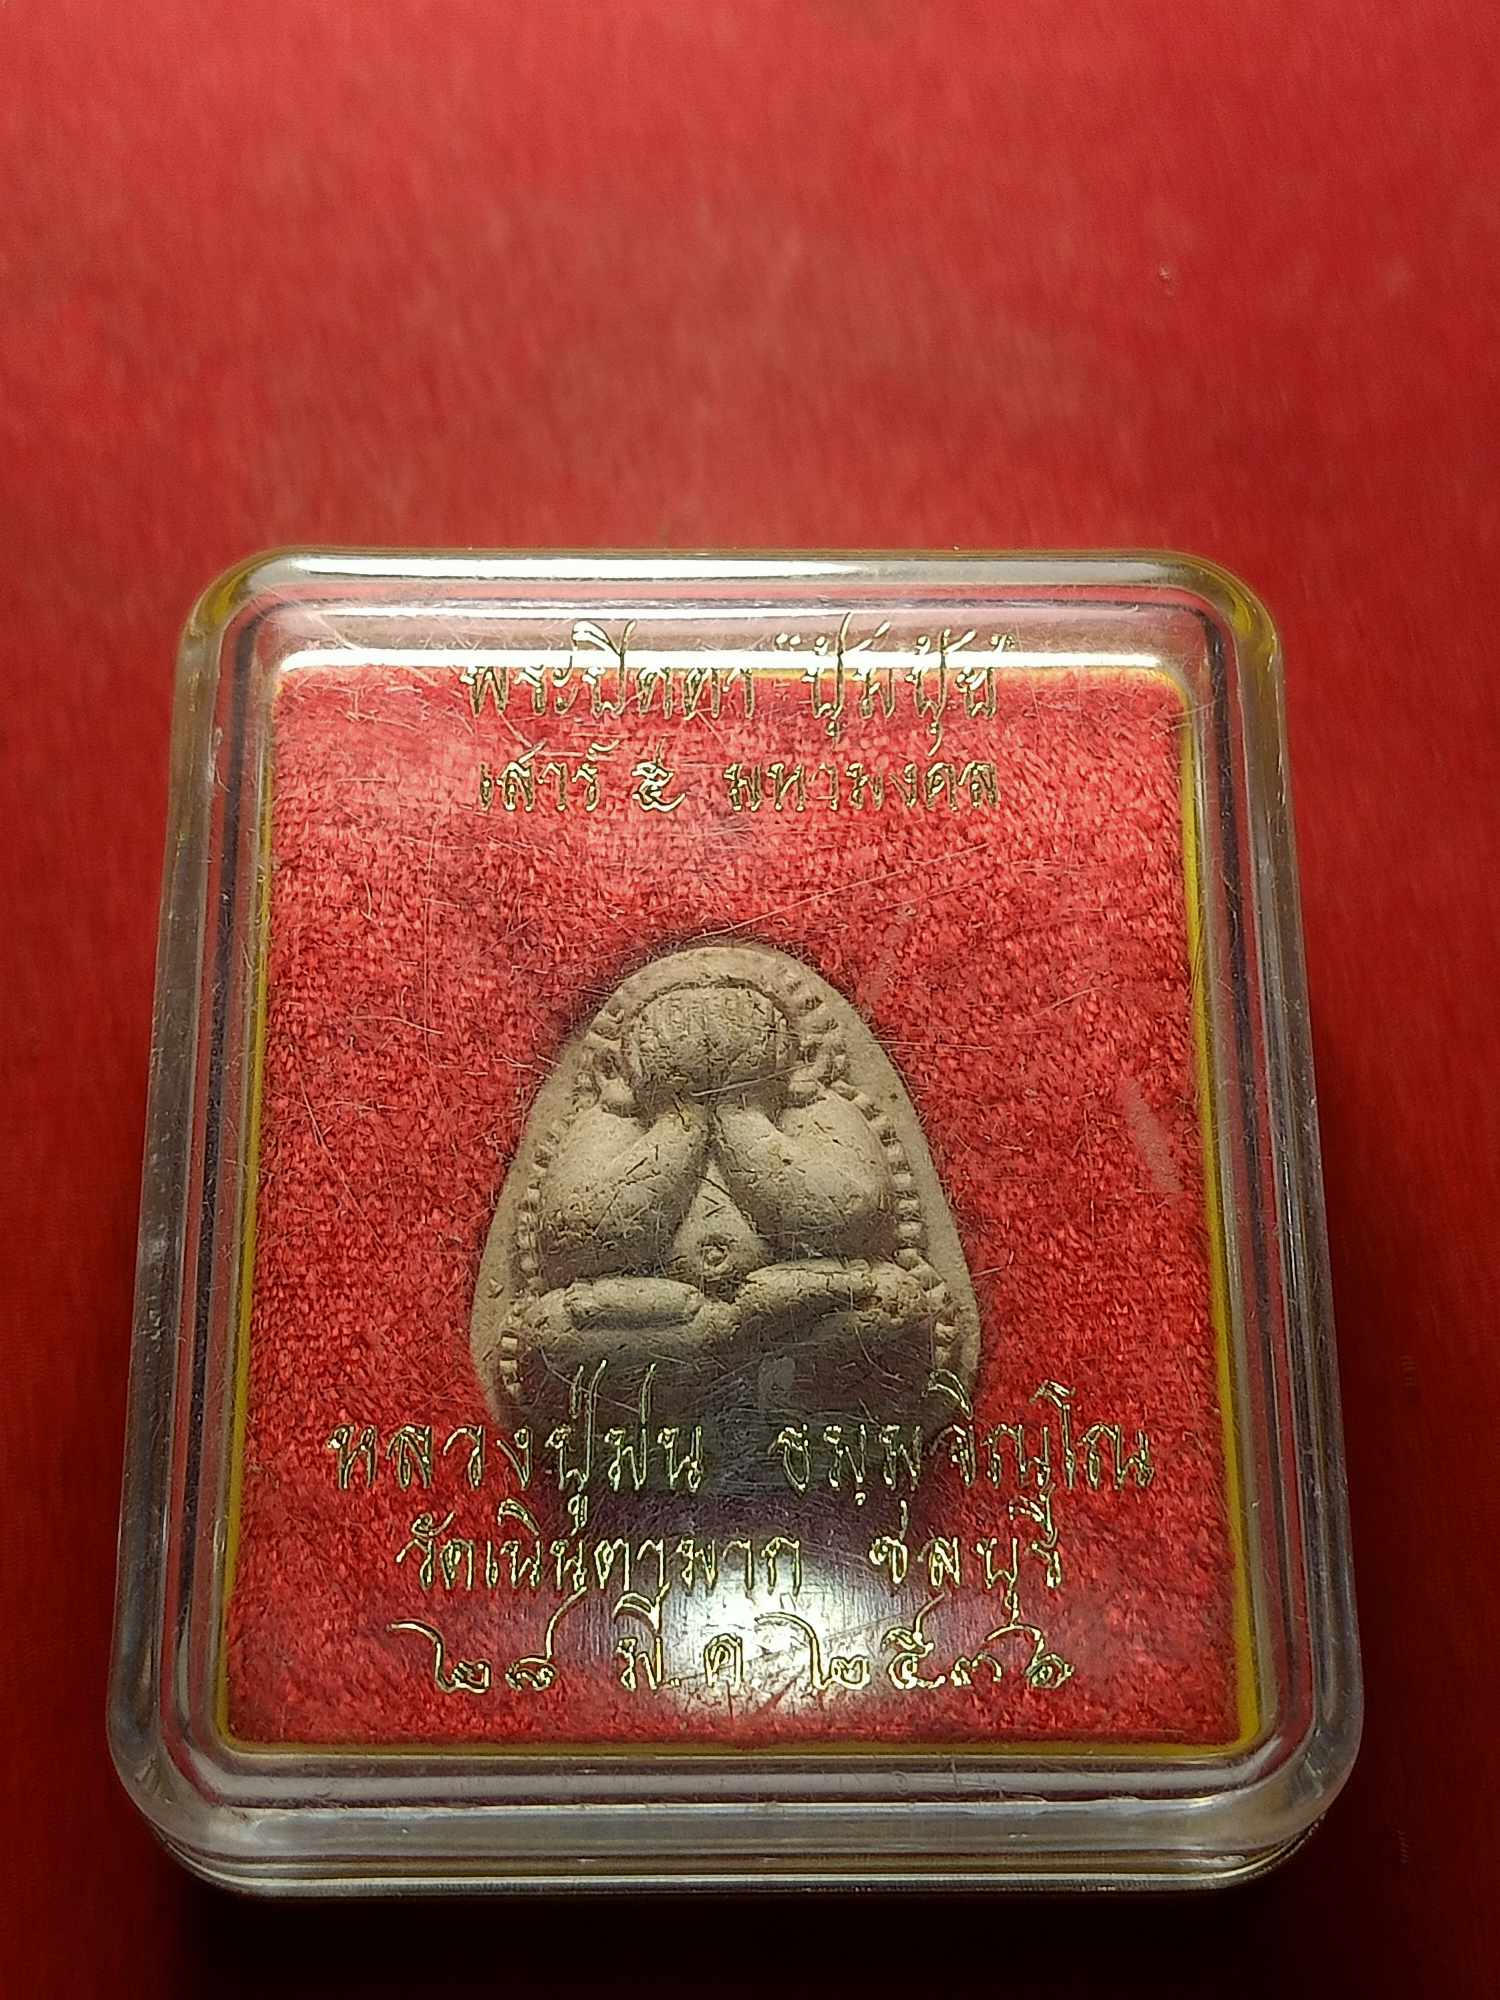 พระปิดตา "ปุ้มปุ้ย"
เสาร์ ๕ มหามงคล
หลวงปู่ม่น ธมฺมจิณฺโณ
วัดเนินตามาก ชลบุรี
๒๘ มี.ค. ๒๕๓๖